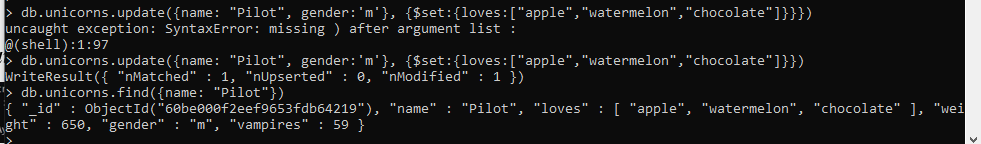 > db.unicorns.update({name: "Pilot", gender:'m'}, {$set:{loves:["apple","watermelon","chocolate"]}}})
uncaught exception: SyntaxError: missing ) after argument list :
@(shell):1:97
> db.unicorns.update({name: "Pilot", gender:'m'}, {$set:{loves:["apple","watermelon","chocolate"]}})
WriteResult({ "nMatched" : 1, "nUpserted" : 0, "nModified" : 1 })
> db.unicorns.find({name: "Pilot"})
{ "_id" : ObjectId("60be000f2eef9653fdb64219"), "name" : "Pilot", "loves" : [ "apple", "watermelon", "chocolate" ], "wei
ght" : 650, "gender" : "m", "vampires" : 59 }
>